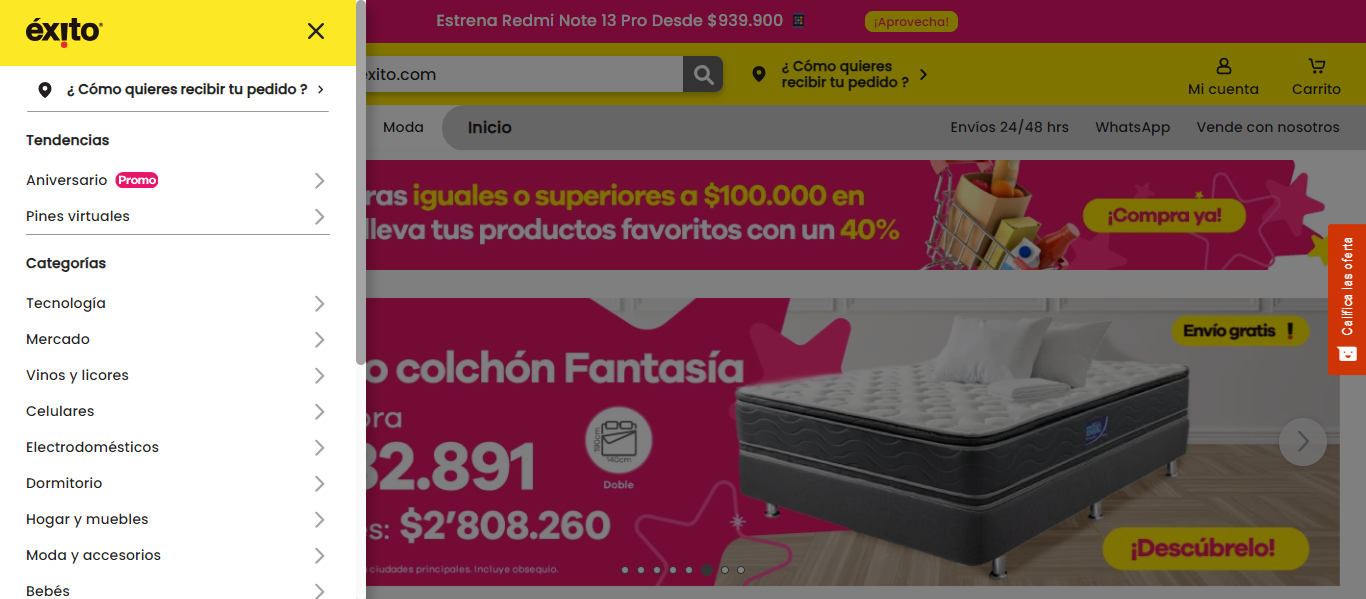 éxito
¿ Cómo quieres recibir tu pedido ?
Tendencias
Aniversario Promo
Pines virtuales
Categorías
Tecnología
Mercado
Vinos y licores
Celulares
Electrodomésticos
Dormitorio
Hogar y muebles
Moda y accesorios
Bebés
Estrena Redmi Note 13 Pro Desde $939.900
¡Aprovecha!
exito.com
¿ Cómo quieres
recibir tu pedido ?
Mi cuenta
Carrito
Moda
Inicio
Envíos 24/48 hrs
WhatsApp
Vende con nosotros
ras iguales o superiores a $100.000 en
lleva tus productos favoritos con un 40%
¡Compra ya!
Califica las oferta
Envío gratis !
o colchón Fantasía
ora
32.891
190cm
140cm
Doble
s: $2'808.260
ciudades principales. Incluye obsequio.
¡Descúbrelo!